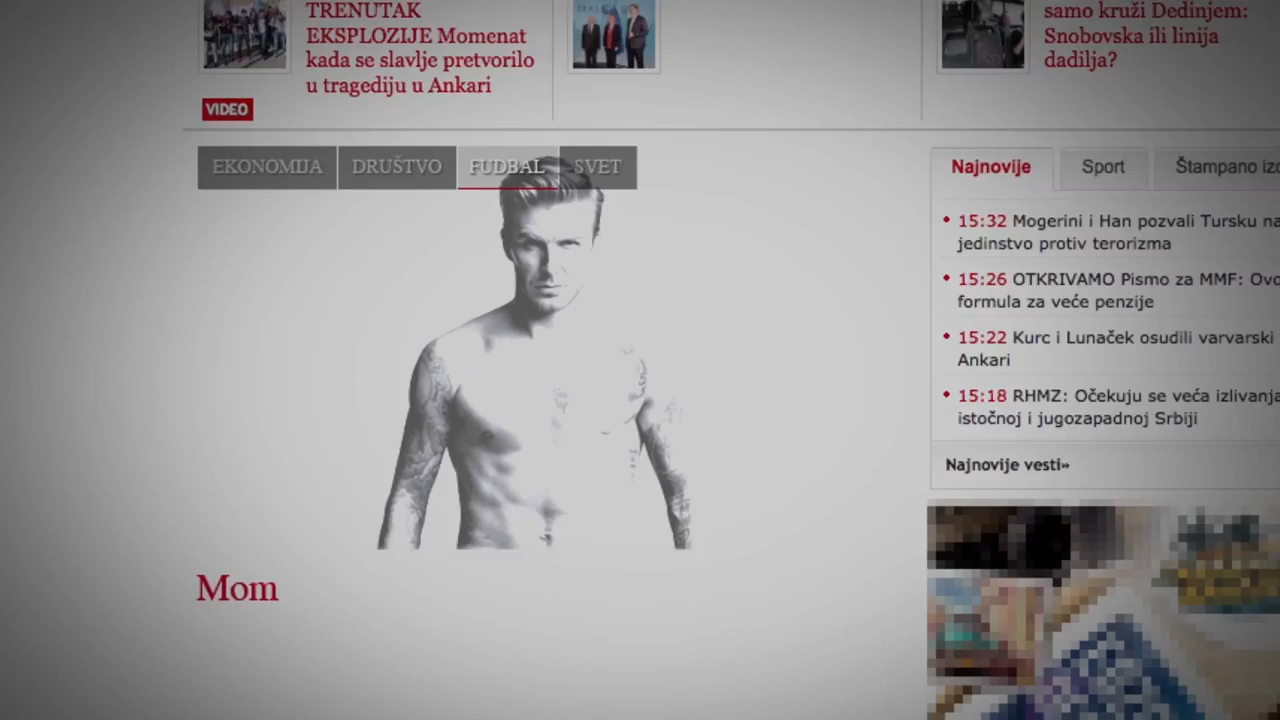 TRENUTAK
EKSPLOZIJE Momenat
kada se slavlje pretvorilo
u tragediju u Ankari
VIDEO
samo kruži Dedinjem:
Snobovska ili linija
dadilja?
EKONOMIJA DRUŠTVO FUDBAL SVET
Najnovije Sport Štampano izd
15:32 Mogerini i Han pozvali Tursku na
jedinstvo protiv terorizma
15:26 OTKRIVAMO Pismo za MMF: Ovo
formula za veće penzije
15:22 Kurc i Lunaček osudili varvarski
Ankari
15:18 RHMZ: Očekuju se veća izlivanja
istočnoj i jugozapadnoj Srbiji
Najnovije vesti»
Mom